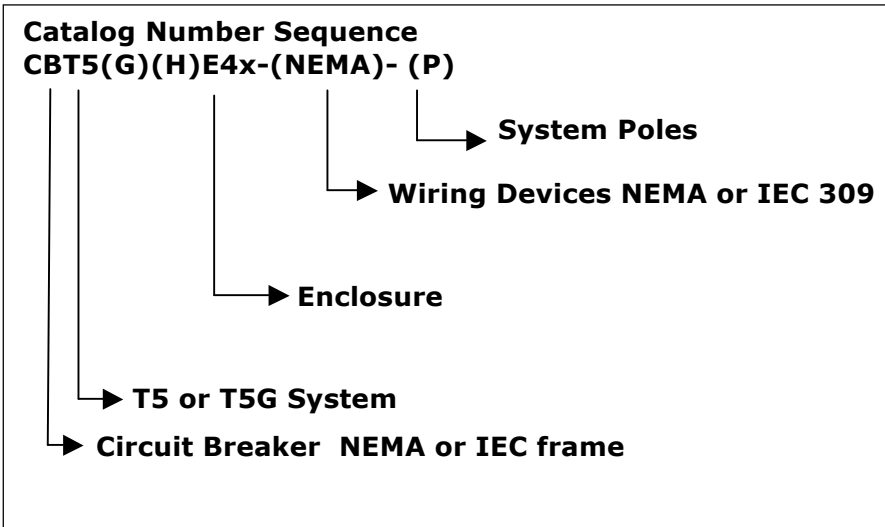 Catalog Number Sequence
CBT5(G)(H)E4x-(NEMA)- (P)
System Poles
Wiring Devices NEMA or IEC 309
Enclosure
T5 or T5G System
Circuit Breaker  NEMA or IEC frame